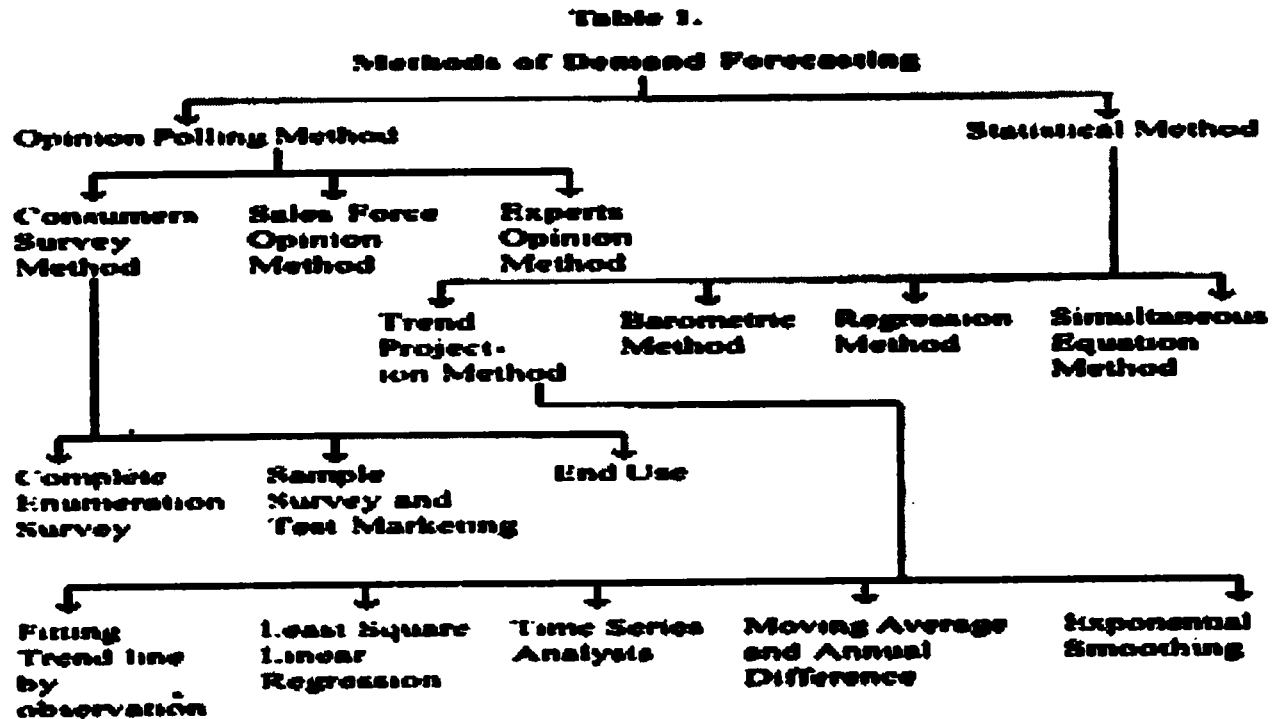 Table 1.
Methods of Demand Forecasting
Opinion Polling Method
Statistical Method
Consumers
Survey
Method
Sales Force
Opinion
Method
Experts
Opinion
Method
Trend
Project-
ion Method
Barometric
Method
Regression
Method
Simultaneous
Equation
Method
Complete
Enumeration
Survey
Sample
Survey and
Test Marketing
End Use
Fitting
Trend line
by
observation
Least Square
Linear
Regression
Time Series
Analysis
Moving Average
and Annual
Difference
Exponential
Smoothing